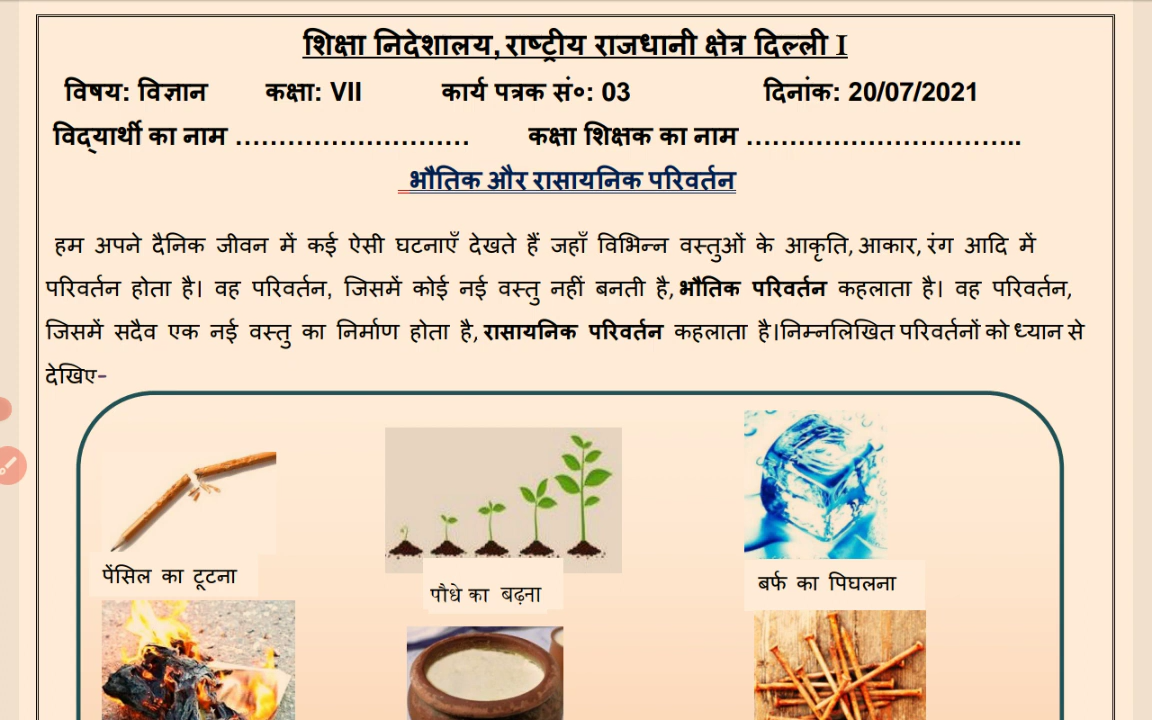 शिक्षा निदेशालय, राष्ट्रीय राजधानी क्षेत्र दिल्ली I
विषय: विज्ञान कक्षा: VII कार्य पत्रक सं०: 03 दिनांक: 20/07/2021
विद्यार्थी का नाम ……………………… कक्षा शिक्षक का नाम …………………………..
भौतिक और रासायनिक परिवर्तन
हम अपने दैनिक जीवन में कई ऐसी घटनाएँ देखते हैं जहाँ विभिन्न वस्तुओं के आकृति, आकार, रंग आदि में
परिवर्तन होता है। वह परिवर्तन, जिसमें कोई नई वस्तु नहीं बनती है, भौतिक परिवर्तन कहलाता है। वह परिवर्तन,
जिसमें सदैव एक नई वस्तु का निर्माण होता है, रासायनिक परिवर्तन कहलाता है।निम्नलिखित परिवर्तनों को ध्यान से
देखिए-
पेंसिल का टूटना
पौधे का बढ़ना
बर्फ का पिघलना